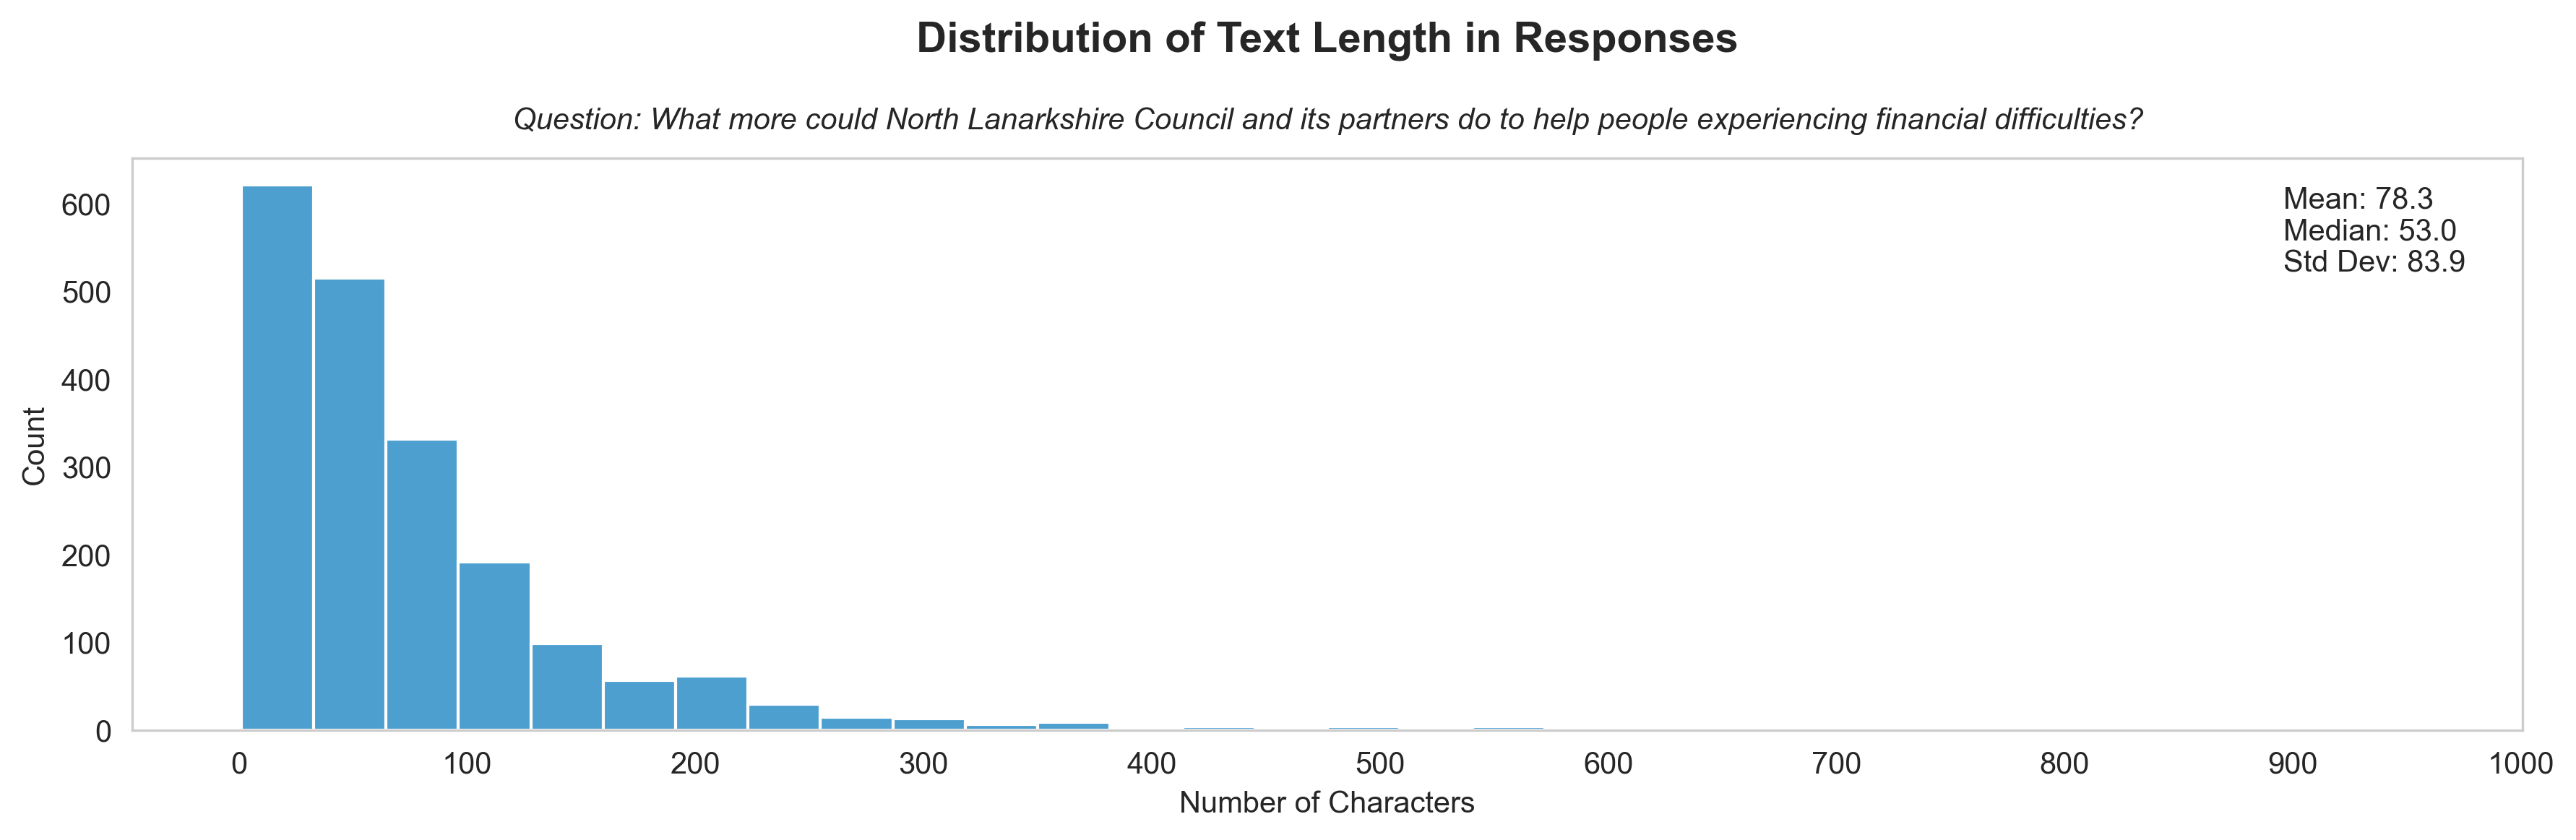 Distribution of Text Length in Responses
Question: What more could North Lanarkshire Council and its partners do to help people experiencing financial difficulties?
Mean: 78.3
Median: 53.0
Std Dev: 83.9
Count
600
500
400
300
200
100
0
0 100 200 300 400 500 600 700 800 900 1000
Number of Characters